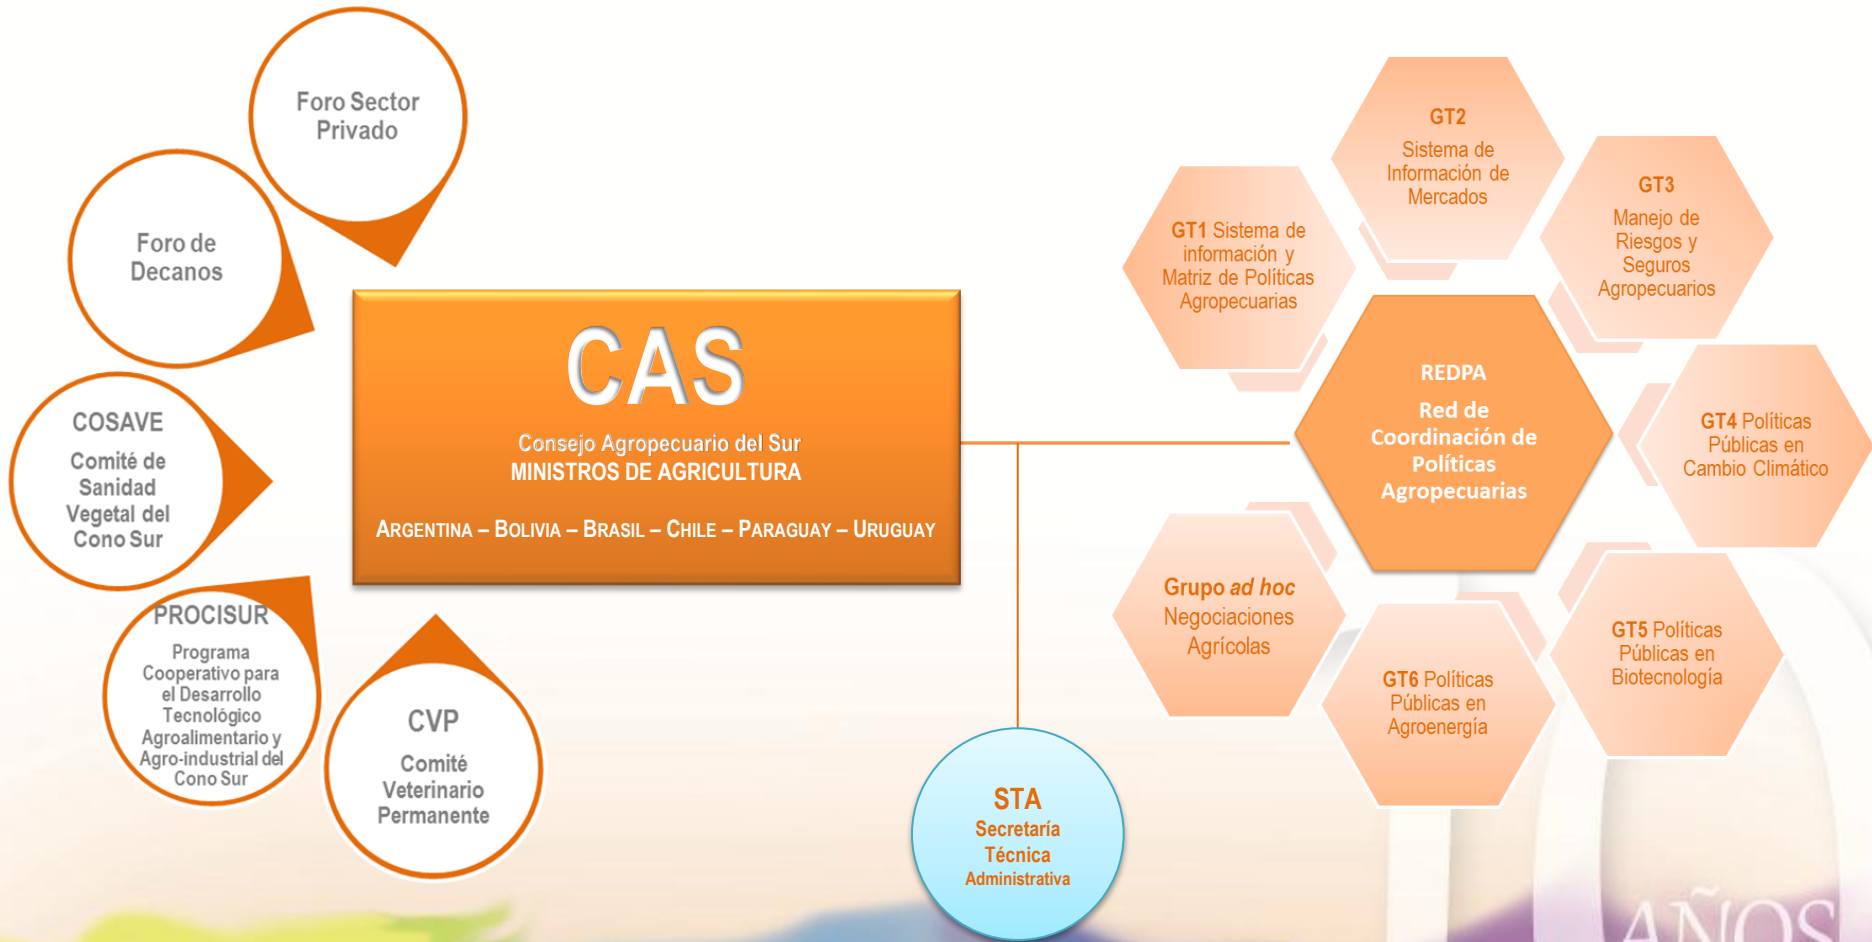 Foro Sector
Privado
Foro de
Decanos
COSAVE
Comité de
Sanidad
Vegetal del
Cono Sur
PROCISUR
Programa
Cooperativo para
el Desarrollo
Tecnológico
Agroalimentario y
Agro-industrial del
Cono Sur
CVP
Comité
Veterinario
Permanente
CAS
Consejo Agropecuario del Sur
MINISTROS DE AGRICULTURA
ARGENTINA – BOLIVIA – BRASIL – CHILE – PARAGUAY – URUGUAY
STA
Secretaría
Técnica
Administrativa
REDPA
Red de
Coordinación de
Políticas
Agropecuarias
GT1 Sistema de
información y
Matriz de Políticas
Agropecuarias
GT2
Sistema de
Información de
Mercados
GT3
Manejo de
Riesgos y
Seguros
Agropecuarios
GT4 Políticas
Públicas en
Cambio Climático
GT5 Políticas
Públicas en
Biotecnología
GT6 Políticas
Públicas en
Agroenergía
Grupo ad hoc
Negociaciones
Agrícolas
AÑOS